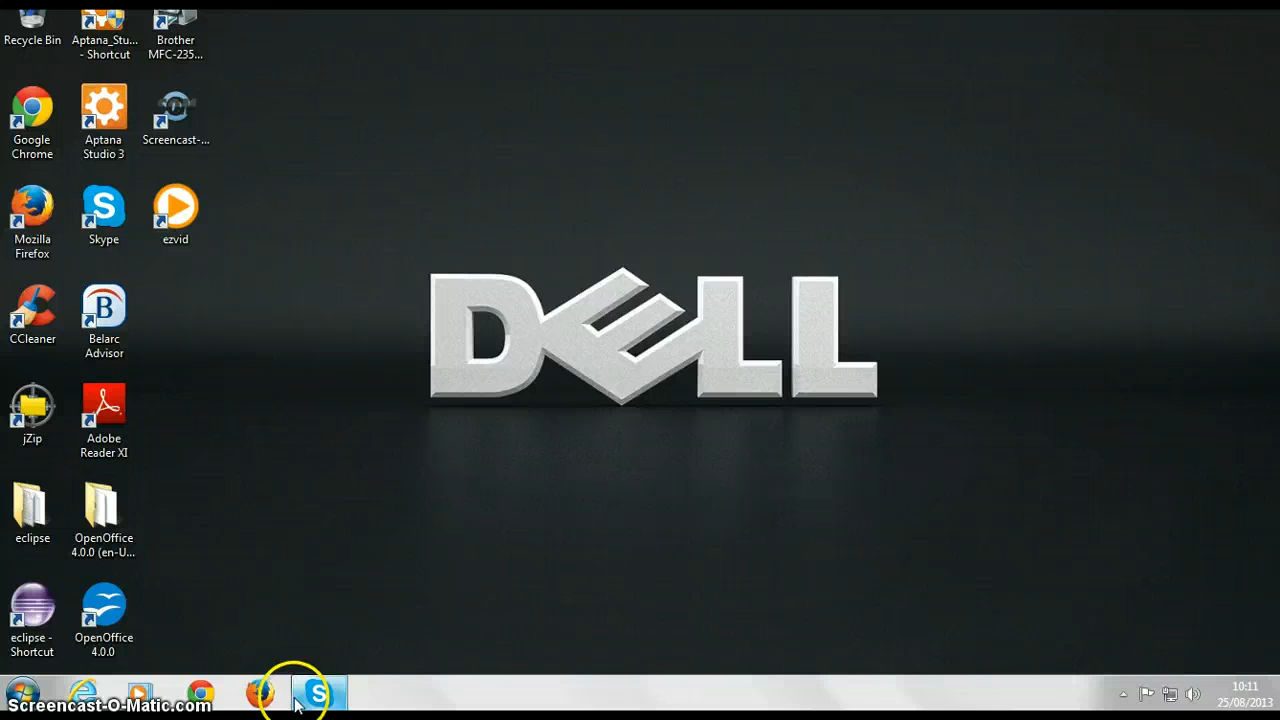 Recycle Bin
Aptana_Stu...
- Shortcut
Brother
MFC-235...
Google
Chrome
Aptana
Studio 3
Screencast-...
Mozilla
Firefox
Skype
ezvid
CCleaner
Belarc
Advisor
DELL
jZip
Adobe
Reader XI
eclipse
OpenOffice
4.0.0 (en-U...
eclipse -
Shortcut
OpenOffice
4.0.0
10:11
25/08/2013
Screencast-O-Matic.com